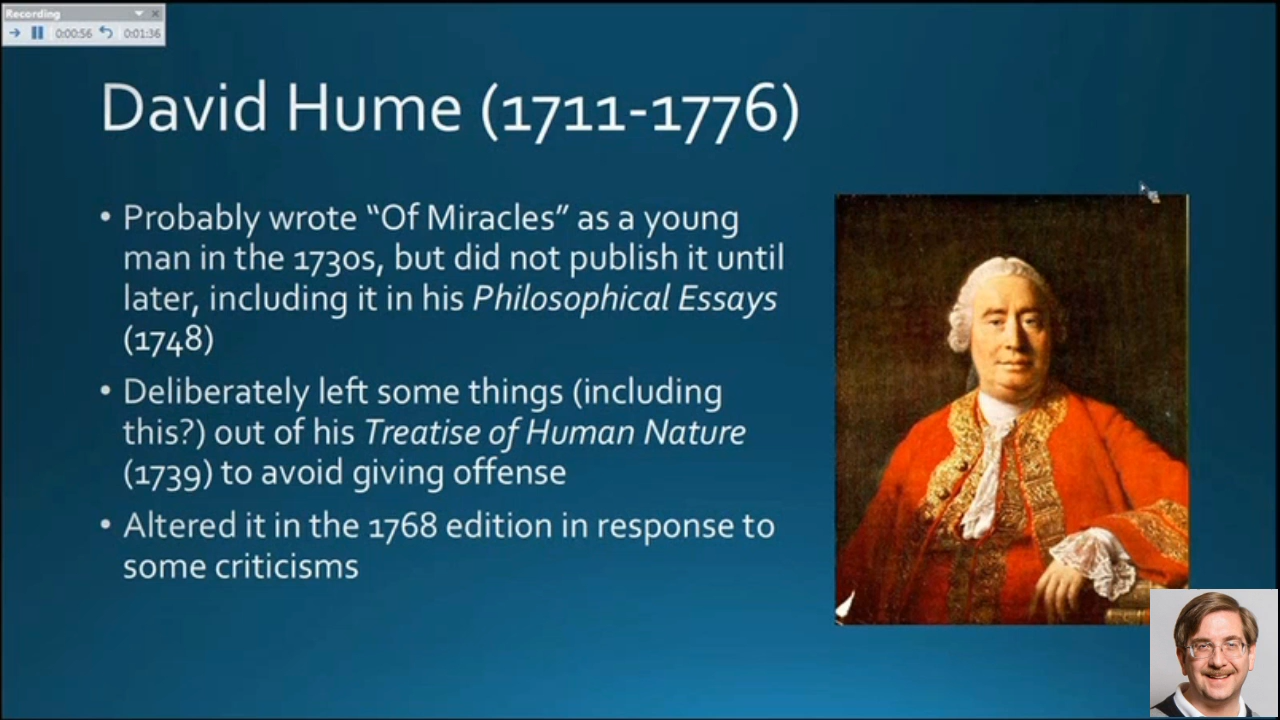 Recording
0:00:56 0:01:36
David Hume (1711-1776)
• Probably wrote “Of Miracles” as a young
man in the 1730s, but did not publish it until
later, including it in his Philosophical Essays
(1748)
• Deliberately left some things (including
this?) out of his Treatise of Human Nature
(1739) to avoid giving offense
• Altered it in the 1768 edition in response to
some criticisms